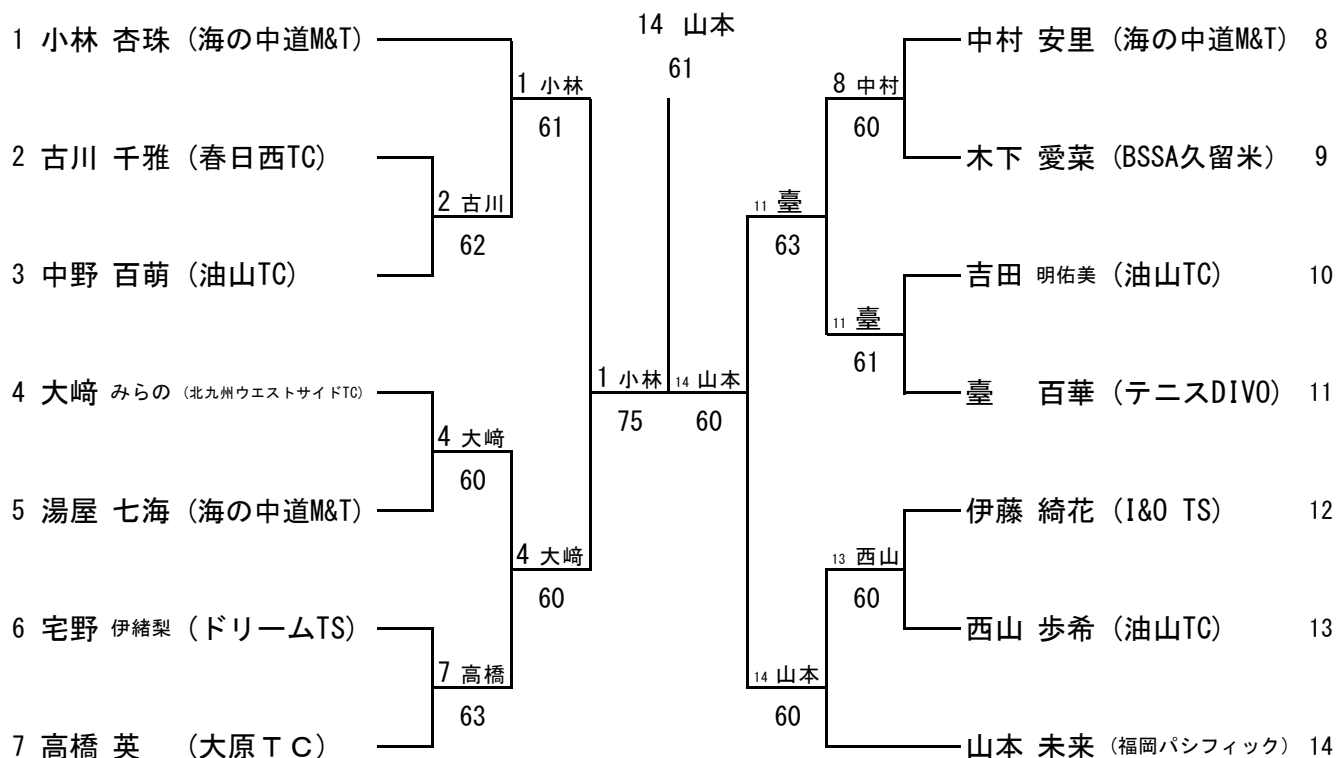 14 山本
61
1 小林 杏珠 (海の中道M&T)
1 小林
61
2 古川 千雅 (春日西TC)
2 古川
62
3 中野 百萌 (油山TC)
4 大﨑 みらの (北九州ウエストサイドTC)
4 大﨑
60
5 湯屋 七海 (海の中道M&T)
4 大﨑
60
6 宅野 伊緒梨 (ドリームTS)
7 高橋
63
7 高橋 英 (大原TC)
1 小林
75
14 山本
60
中村 安里 (海の中道M&T) 8
8 中村
60
木下 愛菜 (BSSA久留米) 9
11 臺
63
吉田 明佑美 (油山TC) 10
11 臺
61
臺 百華 (テニスDIVO) 11
伊藤 綺花 (I&O TS) 12
13 西山
60
西山 歩希 (油山TC) 13
14 山本
60
山本 未来 (福岡パシフィック) 14